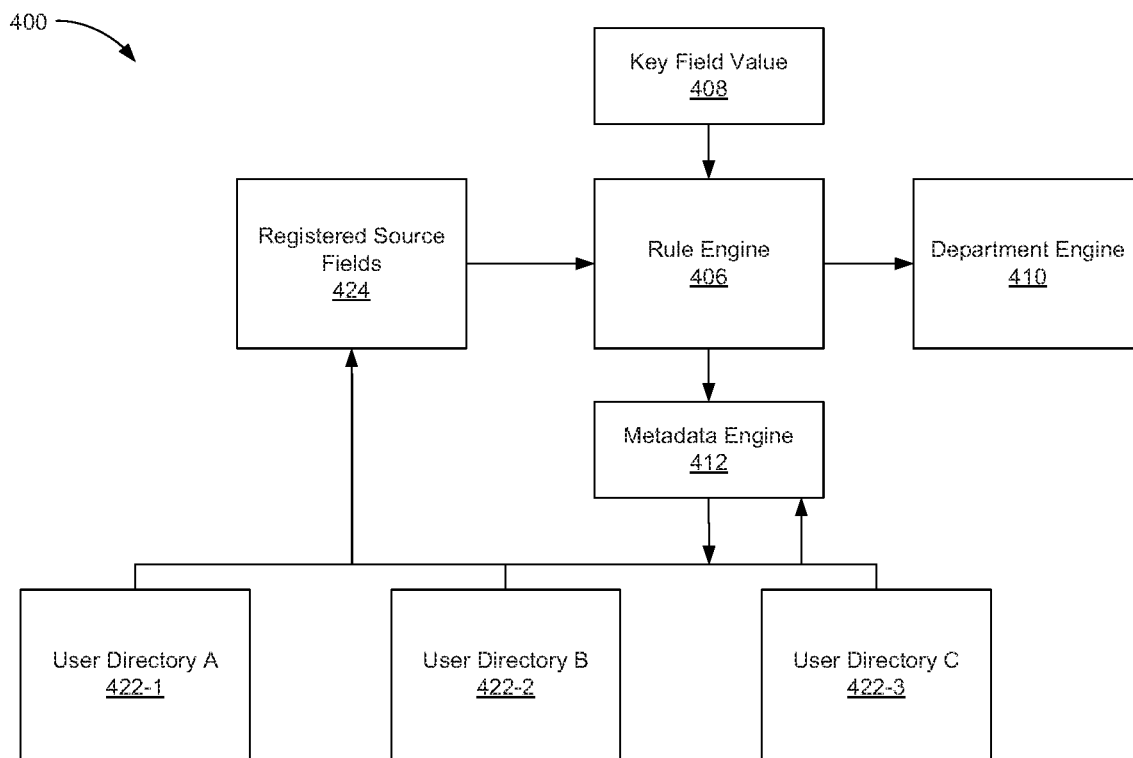 400
Key Field Value
408
Registered Source
Fields
424
Rule Engine
406
Department Engine
410
Metadata Engine
412
User Directory A
422-1
User Directory B
422-2
User Directory C
422-3